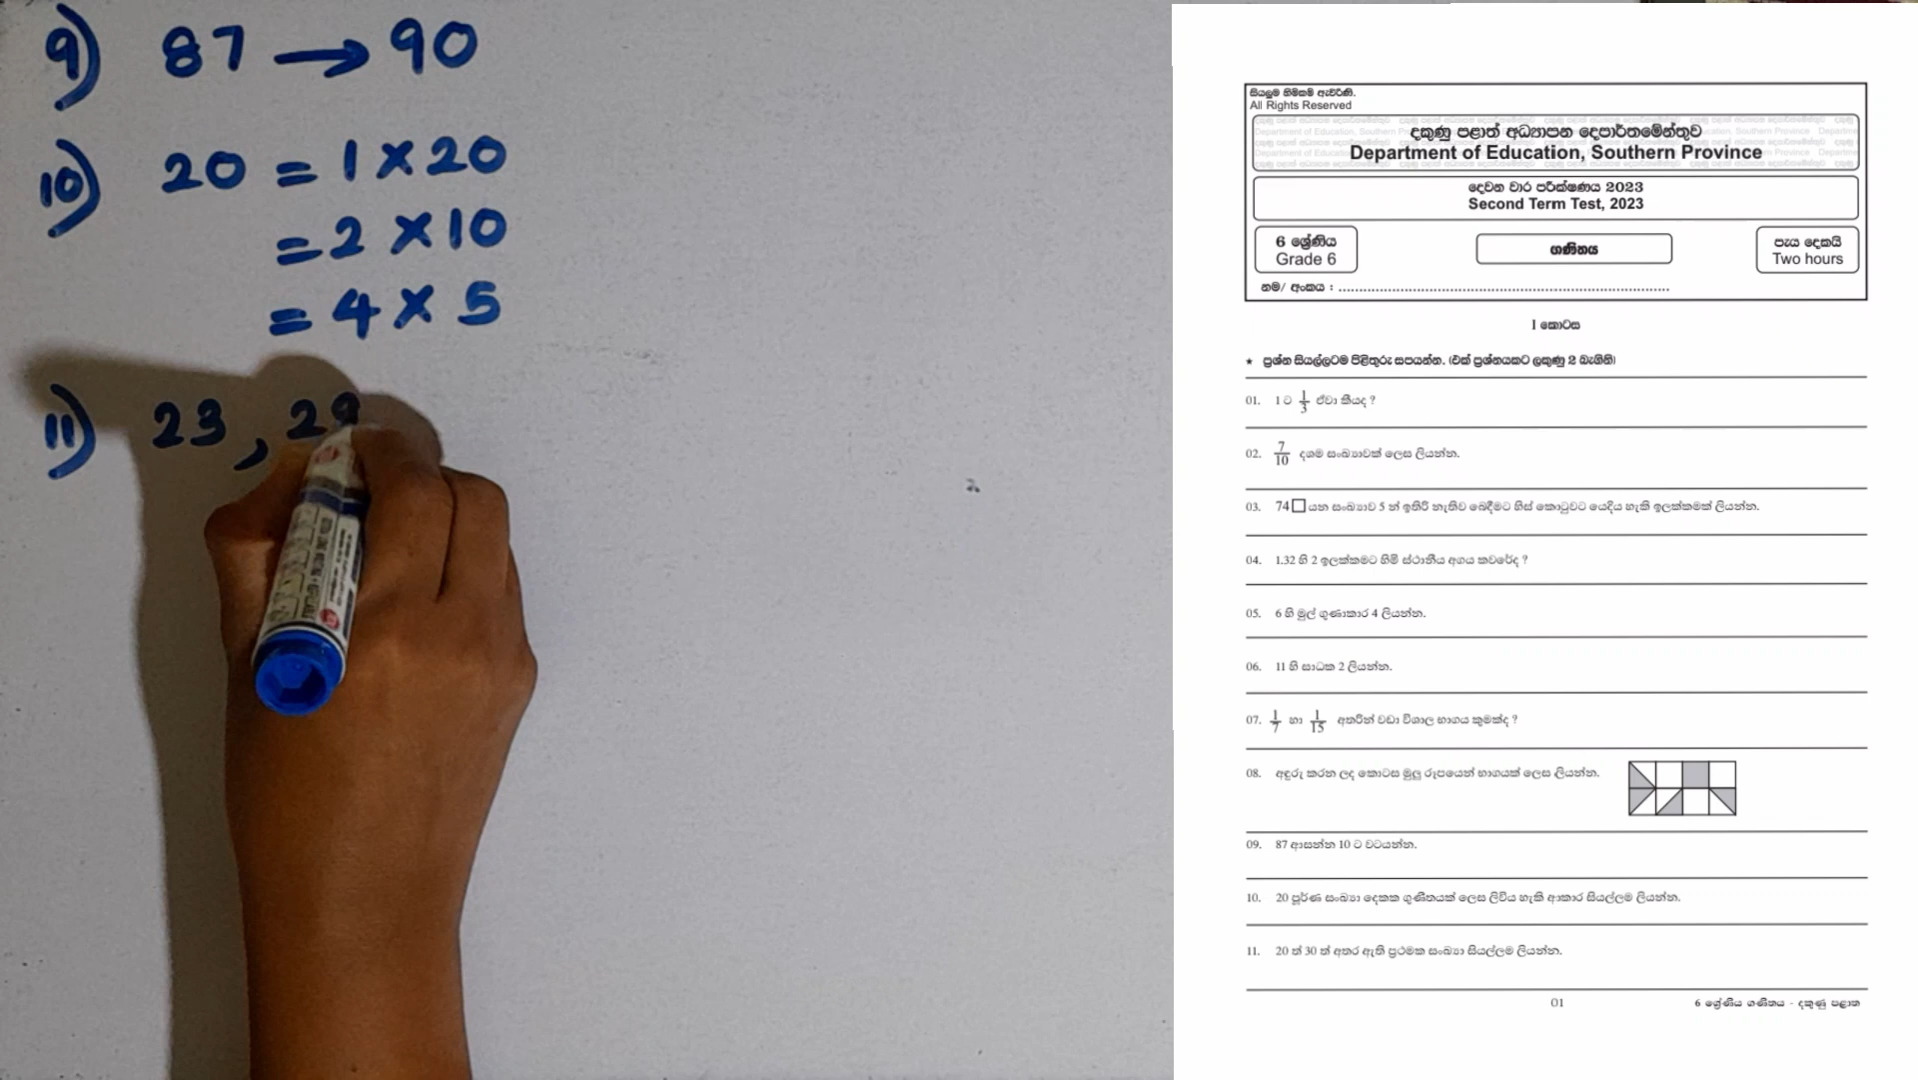 9) 87 → 90
10) 20 = 1 × 20
= 2 × 10
= 4 × 5
11) 23, 29
සියලුම හිමිකම් ඇවිරිණි.
All Rights Reserved
දකුණු පළාත් අධ්‍යාපන දෙපාර්තමේන්තුව
Department of Education, Southern Province
දෙවන වාර පරීක්ෂණය 2023
Second Term Test, 2023
6 ශ්‍රේණිය
Grade 6
ගණිතය
පැය දෙකයි
Two hours
නම/ අංකය : ................................................................................
I කොටස
★ ප්‍රශ්න සියල්ලටම පිළිතුරු සපයන්න. (එක් ප්‍රශ්නයකට ලකුණු 2 බැගිනි)
01. 1 ට 1/3 ඒවා කීයද ?
02. 7/10 දශම සංඛ්‍යාවක් ලෙස ලියන්න.
03. 74□ යන සංඛ්‍යාව 5 න් ඉතිරි නැතිව බෙදීමට හිස් කොටුවට යෙදිය හැකි ඉලක්කමක් ලියන්න.
04. 1.32 හි 2 ඉලක්කමට හිමි ස්ථානීය අගය කවරේද ?
05. 6 හි මුල් ගුණාකාර 4 ලියන්න.
06. 11 හි සාධක 2 ලියන්න.
07. 1/7 හා 1/15 අතරින් වඩා විශාල භාගය කුමක්ද ?
08. අඳුරු කරන ලද කොටස මුලු රූපයෙන් භාගයක් ලෙස ලියන්න.
09. 87 ආසන්න 10 ට වටයන්න.
10. 20 පූර්ණ සංඛ්‍යා දෙකක ගුණිතයක් ලෙස ලිවිය හැකි ආකාර සියල්ලම ලියන්න.
11. 20 ත් 30 ත් අතර ඇති ප්‍රථමක සංඛ්‍යා සියල්ලම ලියන්න.
01
6 ශ්‍රේණිය ගණිතය - දකුණු පළාත